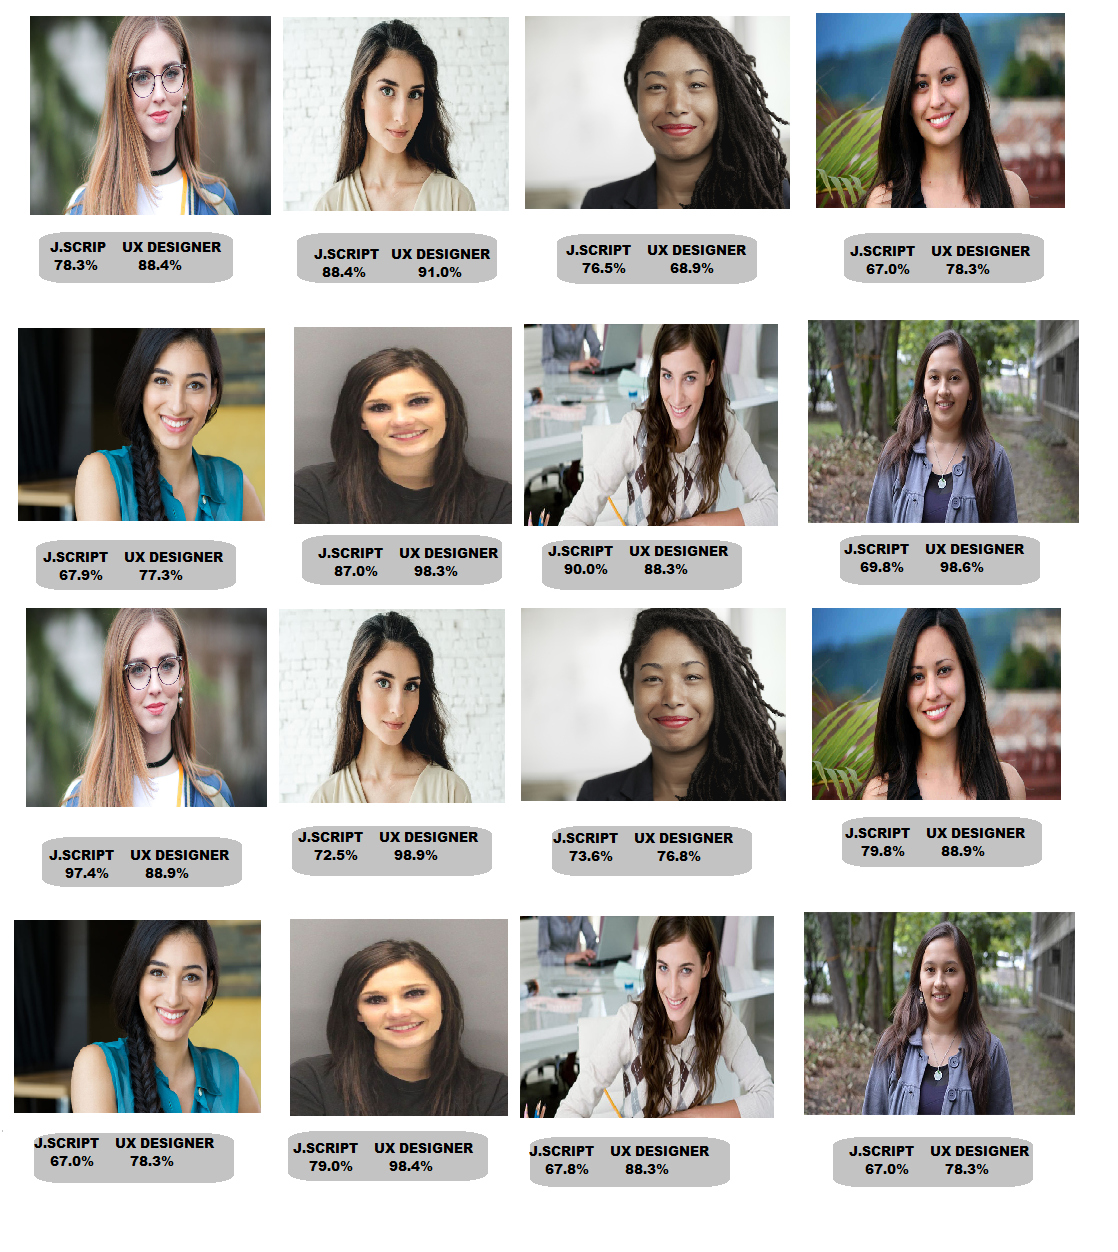 J.SCRIP UX DESIGNER
78.3% 88.4%
J.SCRIPT UX DESIGNER
88.4% 91.0%
J.SCRIPT UX DESIGNER
76.5% 68.9%
J.SCRIPT UX DESIGNER
67.0% 78.3%
J.SCRIPT UX DESIGNER
67.9% 77.3%
J.SCRIPT UX DESIGNER
87.0% 98.3%
J.SCRIPT UX DESIGNER
90.0% 88.3%
J.SCRIPT UX DESIGNER
69.8% 98.6%
J.SCRIPT UX DESIGNER
97.4% 88.9%
J.SCRIPT UX DESIGNER
72.5% 98.9%
J.SCRIPT UX DESIGNER
73.6% 76.8%
J.SCRIPT UX DESIGNER
79.8% 88.9%
J.SCRIPT UX DESIGNER
67.0% 78.3%
J.SCRIPT UX DESIGNER
79.0% 98.4%
J.SCRIPT UX DESIGNER
67.8% 88.3%
J.SCRIPT UX DESIGNER
67.0% 78.3%